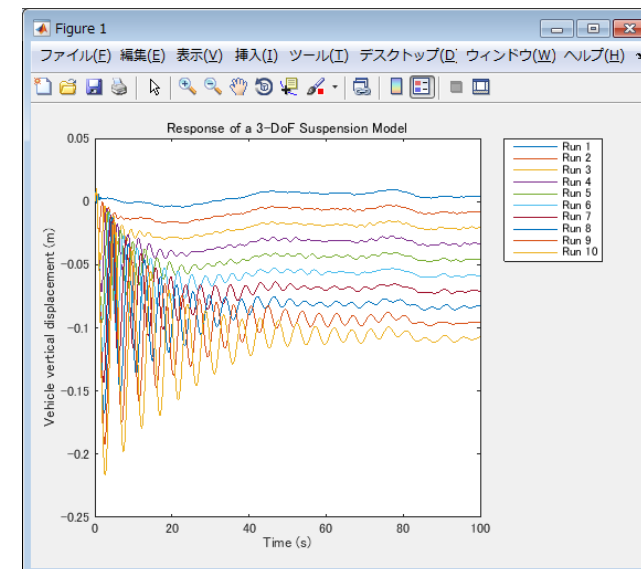 Figure 1
ファイル(F) 編集(E) 表示(V) 挿入(I) ツール(T) デスクトップ(D) ウィンドウ(W) ヘルプ(H)
Response of a 3-DoF Suspension Model
0.05
0
-0.05
-0.1
-0.15
-0.2
-0.25
Vehicle vertical displacement (m)
0 20 40 60 80 100
Time (s)
Run 1
Run 2
Run 3
Run 4
Run 5
Run 6
Run 7
Run 8
Run 9
Run 10